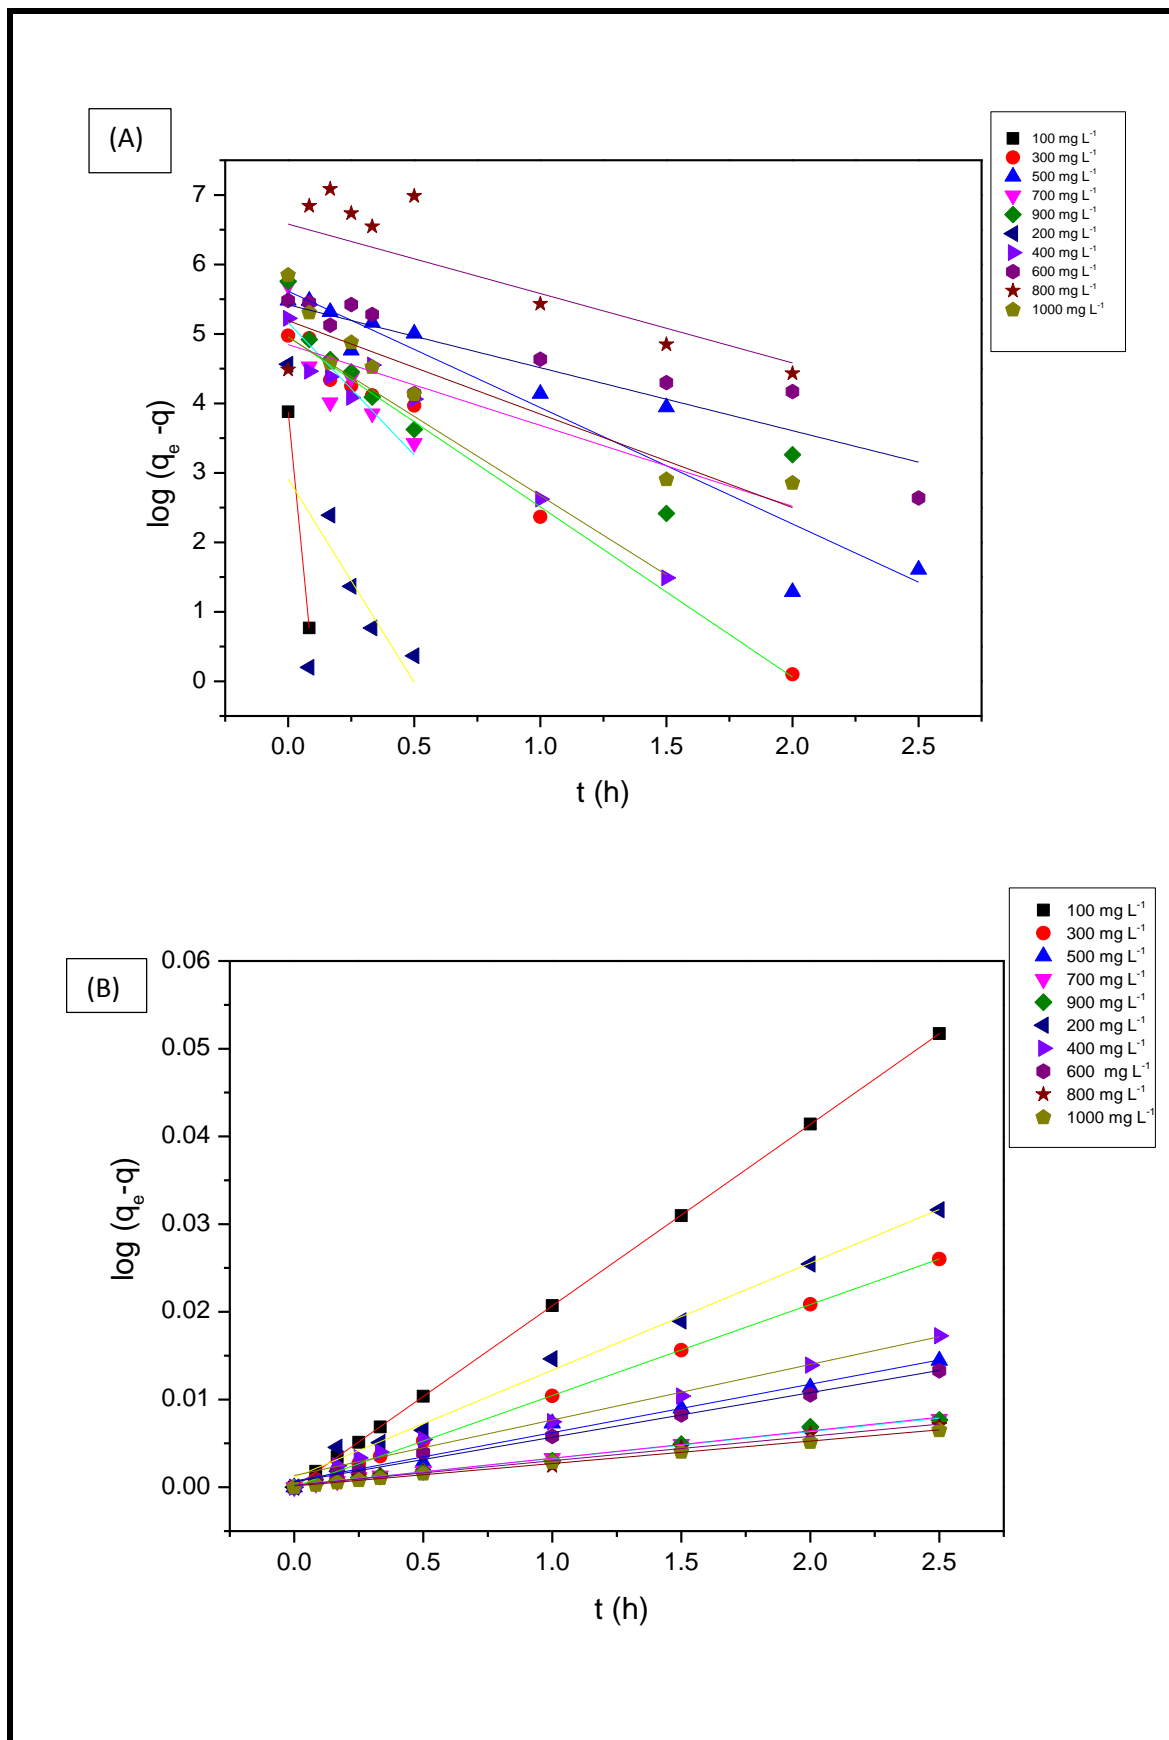 (A)
100 mg L⁻¹
300 mg L⁻¹
500 mg L⁻¹
700 mg L⁻¹
900 mg L⁻¹
200 mg L⁻¹
400 mg L⁻¹
600 mg L⁻¹
800 mg L⁻¹
1000 mg L⁻¹
7
6
5
4
3
2
1
0
log (qₑ -q)
0.0 0.5 1.0 1.5 2.0 2.5
t (h)
(B)
100 mg L⁻¹
300 mg L⁻¹
500 mg L⁻¹
700 mg L⁻¹
900 mg L⁻¹
200 mg L⁻¹
400 mg L⁻¹
600 mg L⁻¹
800 mg L⁻¹
1000 mg L⁻¹
0.06
0.05
0.04
0.03
0.02
0.01
0.00
log (qₑ-q)
0.0 0.5 1.0 1.5 2.0 2.5
t (h)